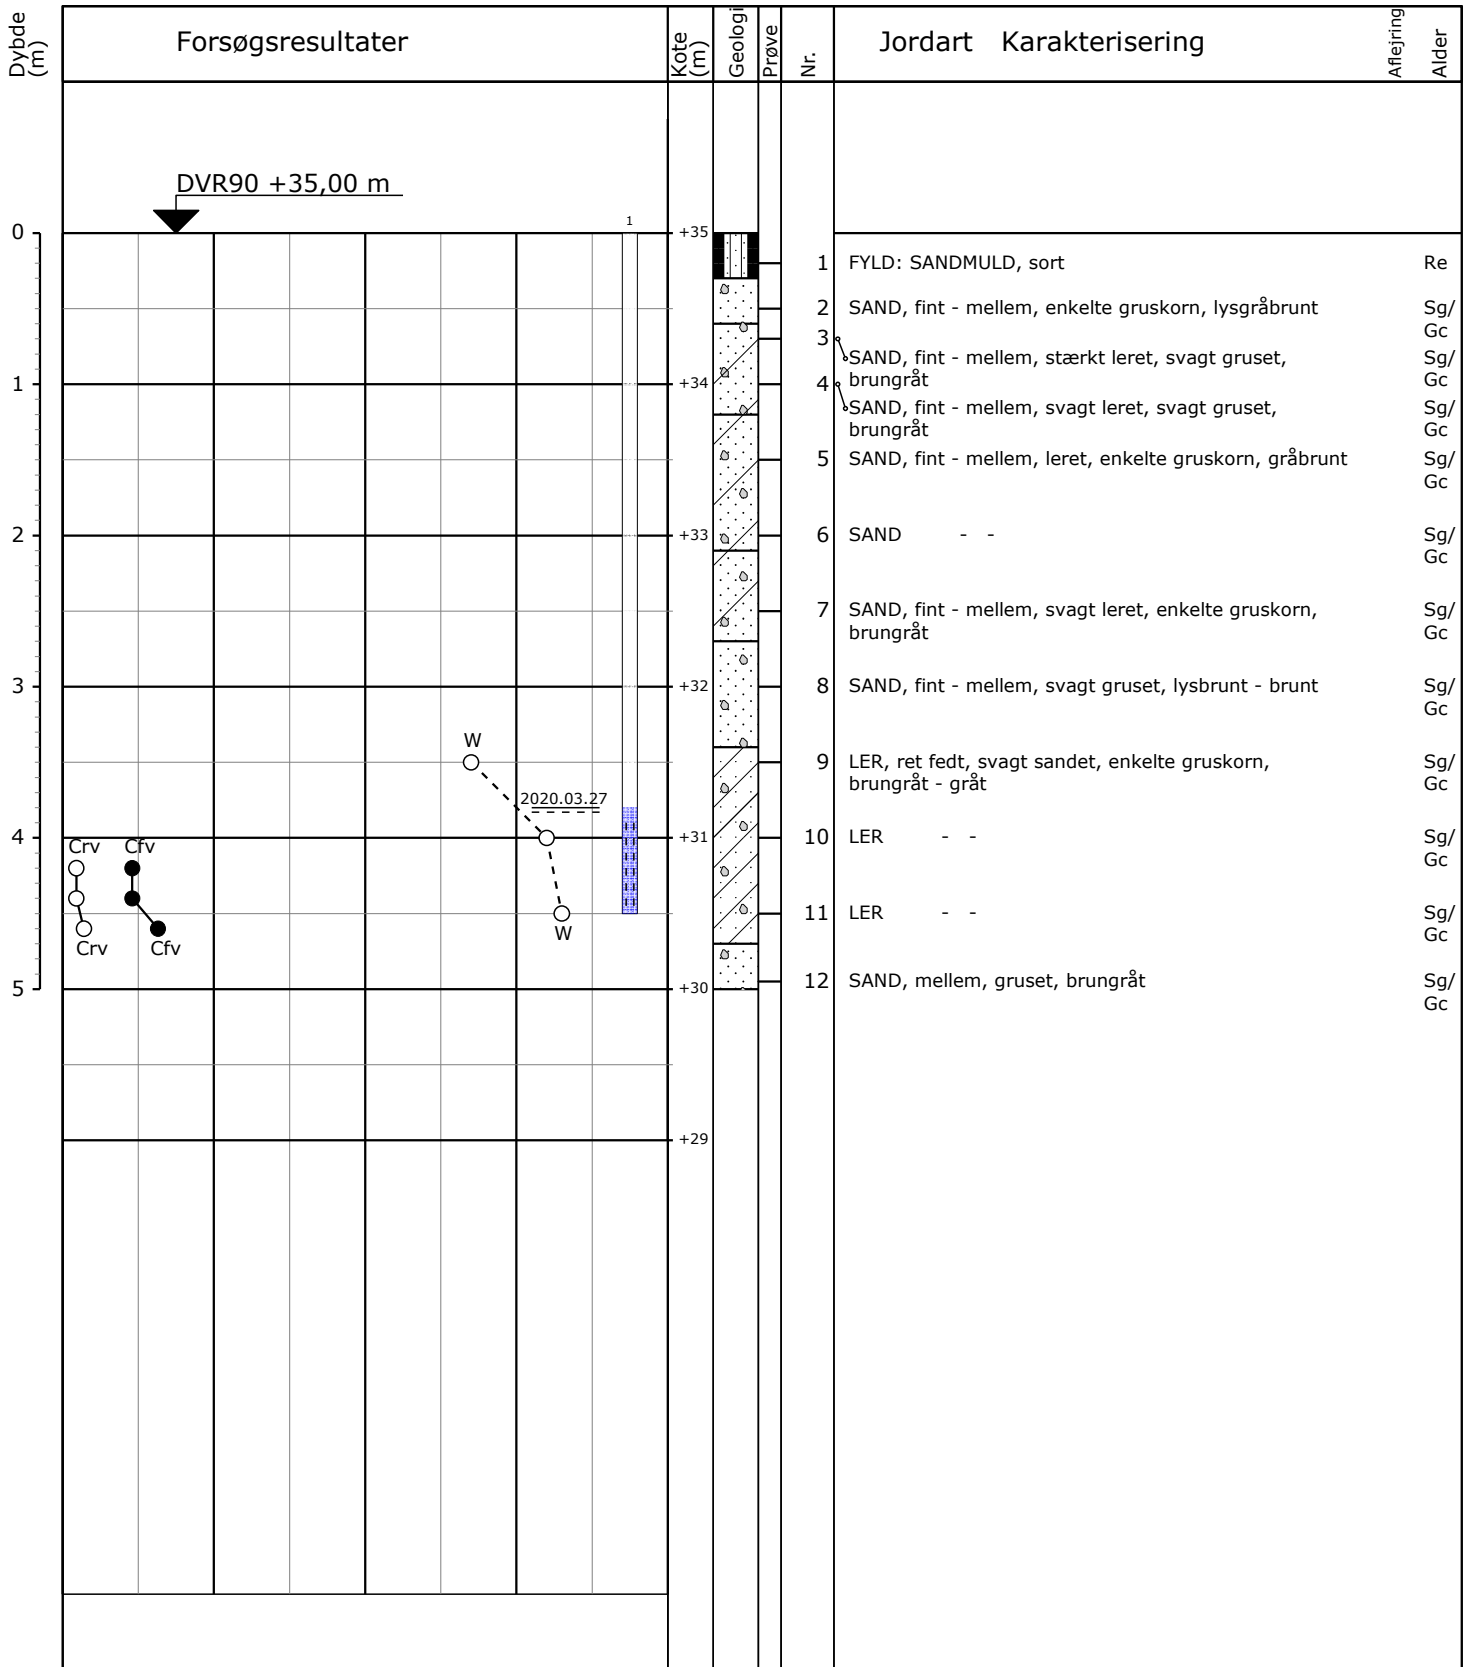 Dybde
(m)
Forsøgsresultater
Kote
(m)
Geologi
Prøve
Nr.
Jordart Karakterisering
Aflejring
Alder
DVR90 +35,00 m
1
0
+35
1 FYLD: SANDMULD, sort Re
2 SAND, fint - mellem, enkelte gruskorn, lysgråbrunt Sg/
Gc
3
SAND, fint - mellem, stærkt leret, svagt gruset, Sg/
brungråt Gc
1
+34
4
SAND, fint - mellem, svagt leret, svagt gruset, Sg/
brungråt Gc
5 SAND, fint - mellem, leret, enkelte gruskorn, gråbrunt Sg/
Gc
2
+33
6 SAND - - Sg/
Gc
7 SAND, fint - mellem, svagt leret, enkelte gruskorn, Sg/
brungråt Gc
3
+32
8 SAND, fint - mellem, svagt gruset, lysbrunt - brunt Sg/
Gc
W
9 LER, ret fedt, svagt sandet, enkelte gruskorn, Sg/
brungråt - gråt Gc
2020.03.27
4
+31
10 LER - - Sg/
Gc
Crv Cfv
11 LER - - Sg/
Gc
W
Crv Cfv
5
+30
12 SAND, mellem, gruset, brungråt Sg/
Gc
+29